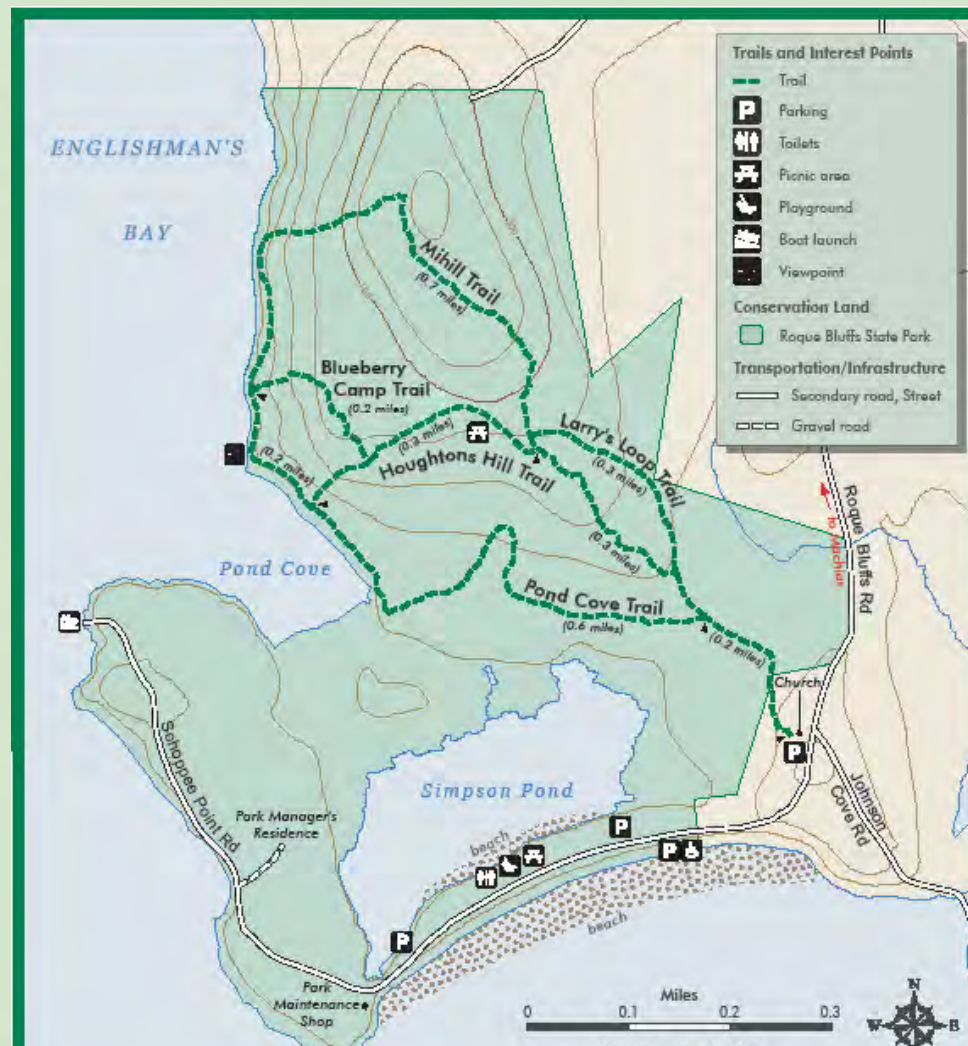 ENGLISHMAN'S
BAY
Trails and Interest Points
Trail
P Parking
Toilets
Picnic area
Playground
Boat launch
Viewpoint
Conservation Land
Roque Bluffs State Park
Transportation/Infrastructure
Secondary road, Street
Gravel road
Mihill Trail
(0.7 miles)
Blueberry
Camp Trail
(0.2 miles)
(0.3 miles)
Houghtons Hill Trail
Larry's Loop Trail
(0.3 miles)
(0.2 miles)
(0.3 miles)
Roque Bluffs Rd
to Machias
Pond Cove
Pond Cove Trail
(0.6 miles)
(0.2 miles)
Church
P
Schoppee Point Rd
Simpson Pond
Johnson
Cove Rd
Park Manager's
Residence
beach
P
P
beach
P
Park
Maintenance
Shop
Miles
0 0.1 0.2 0.3
N
W E